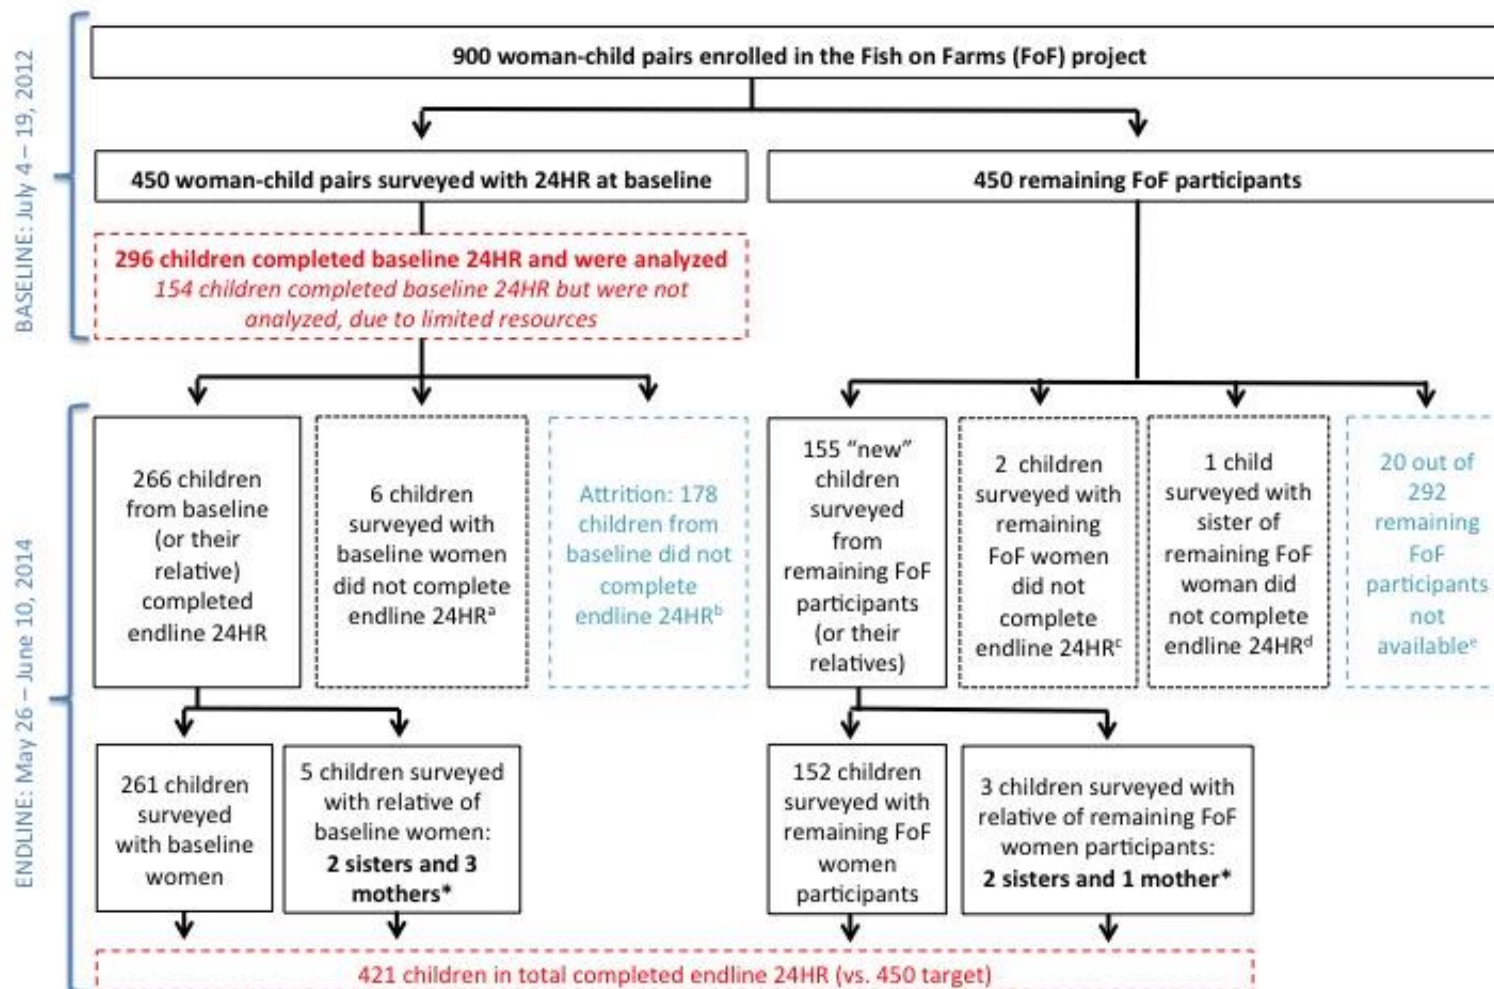 BASELINE: July 4 – 19, 2012
900 woman-child pairs enrolled in the Fish on Farms (FoF) project
450 woman-child pairs surveyed with 24HR at baseline
450 remaining FoF participants
296 children completed baseline 24HR and were analyzed
154 children completed baseline 24HR but were not
analyzed, due to limited resources
ENDLINE: May 26 – June 10, 2014
266 children
from baseline
(or their
relative)
completed
endline 24HR
6 children
surveyed with
baseline women
did not complete
endline 24HRᵃ
Attrition: 178
children from
baseline did not
complete
endline 24HRᵇ
155 “new”
children
surveyed
from
remaining FoF
participants
(or their
relatives)
2 children
surveyed with
remaining
FoF women
did not
complete
endline 24HRᶜ
1 child
surveyed with
sister of
remaining FoF
woman did
not complete
endline 24HRᵈ
20 out of
292
remaining
FoF
participants
not
availableᵉ
261 children
surveyed
with baseline
women
5 children surveyed
with relative of
baseline women:
2 sisters and 3
mothers*
152 children
surveyed with
remaining FoF
women
participants
3 children surveyed with
relative of remaining FoF
women participants:
2 sisters and 1 mother*
421 children in total completed endline 24HR (vs. 450 target)